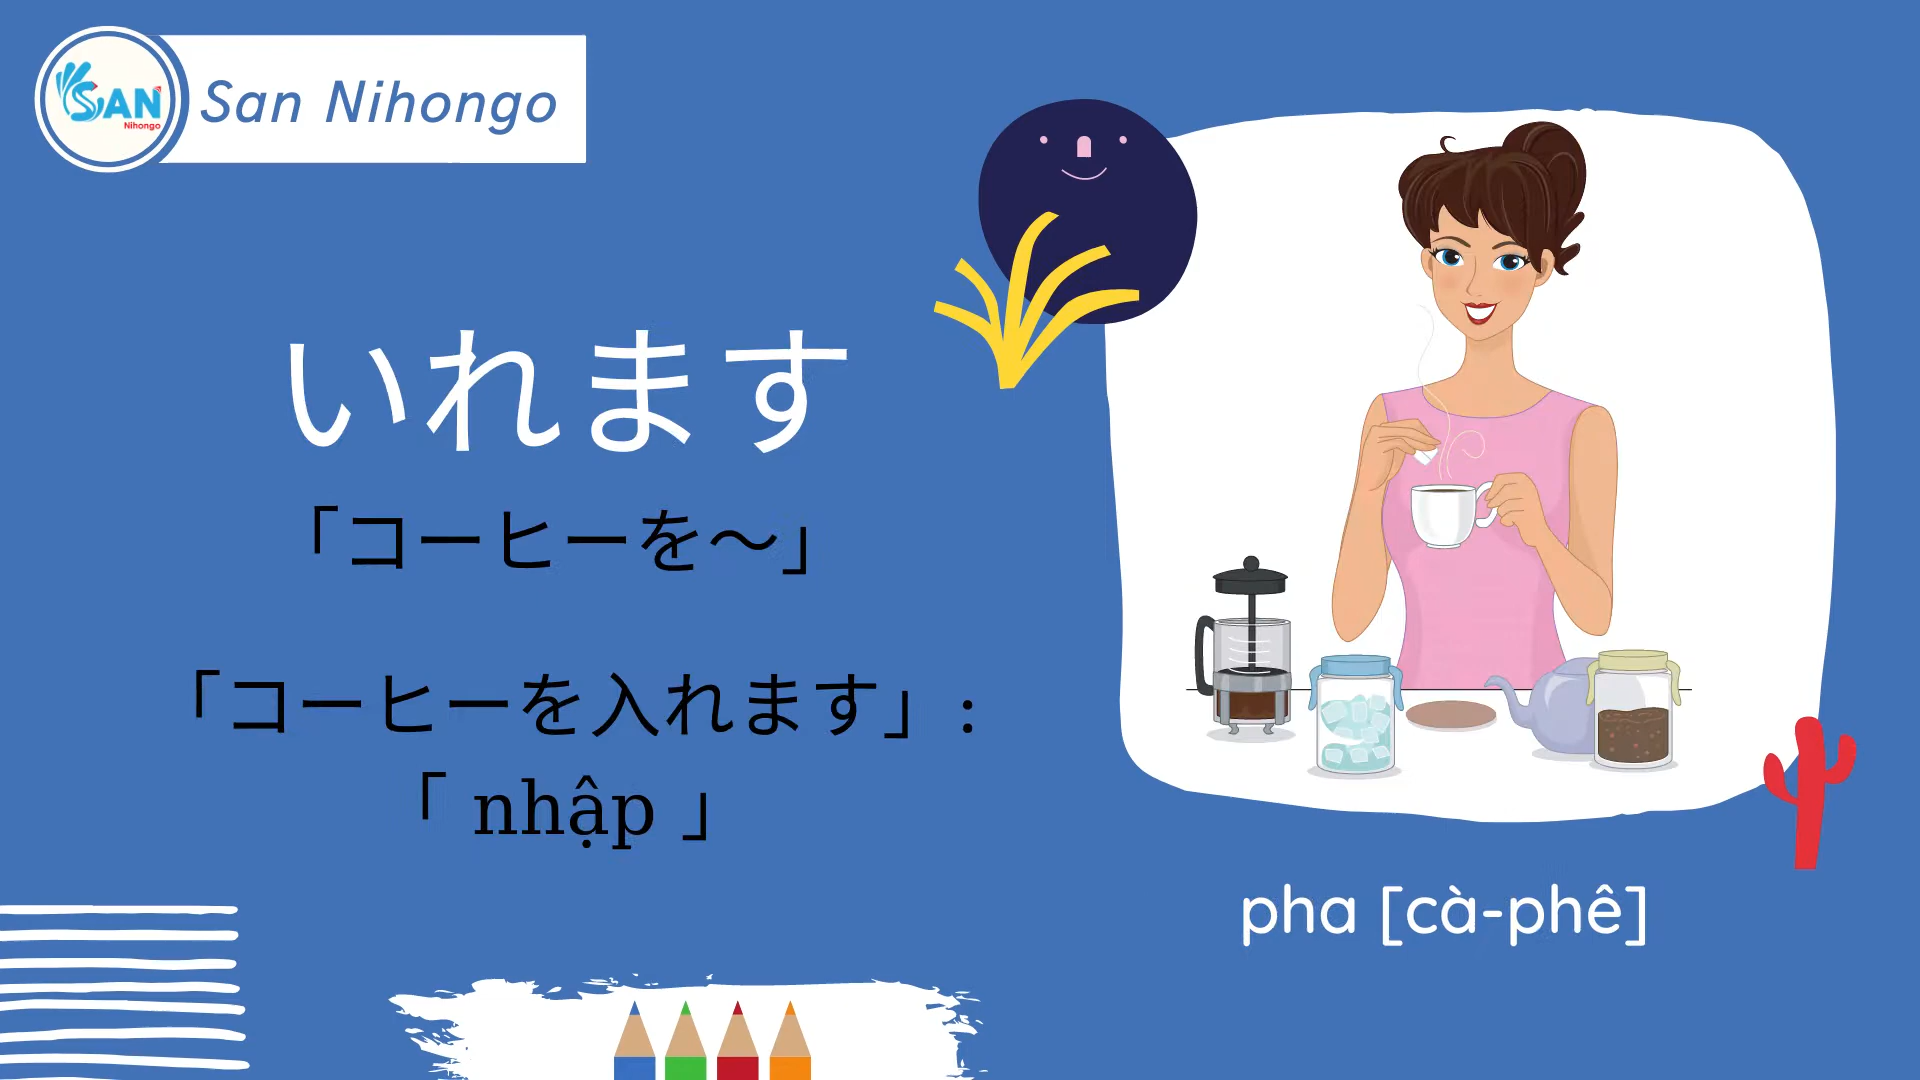 SAN
Nihongo
San Nihongo
いれます
「コーヒーを～」
「コーヒーを入れます」:
「 nhập 」
pha [cà-phê]